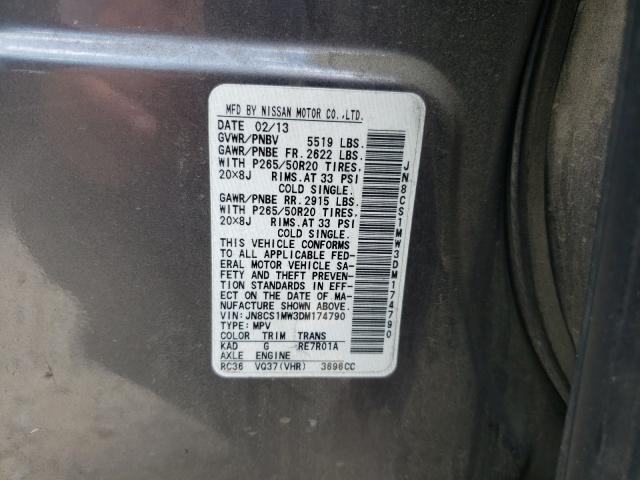 MFD BY NISSAN MOTOR CO.,LTD.
DATE 02/13
GVWR/PNBV 5519 LBS.
GAWR/PNBE FR. 2622 LBS.
WITH P265/50R20 TIRES,
20×8J RIMS. AT 33 PSI
COLD SINGLE.
GAWR/PNBE RR. 2915 LBS.
WITH P265/50R20 TIRES,
20×8J RIMS. AT 33 PSI
COLD SINGLE.
THIS VEHICLE CONFORMS
TO ALL APPLICABLE FED-
ERAL MOTOR VEHICLE SA-
FETY AND THEFT PREVEN-
TION STANDARDS IN EFF-
ECT ON THE DATE OF MA-
NUFACTURE SHOWN ABOVE.
VIN: JN8CS1MW3DM174790
TYPE: MPV
COLOR TRIM TRANS
KAD G RE7R01A
AXLE ENGINE
RC36 VQ37(VHR) 3696CC
JN8CS1MW3DM174790